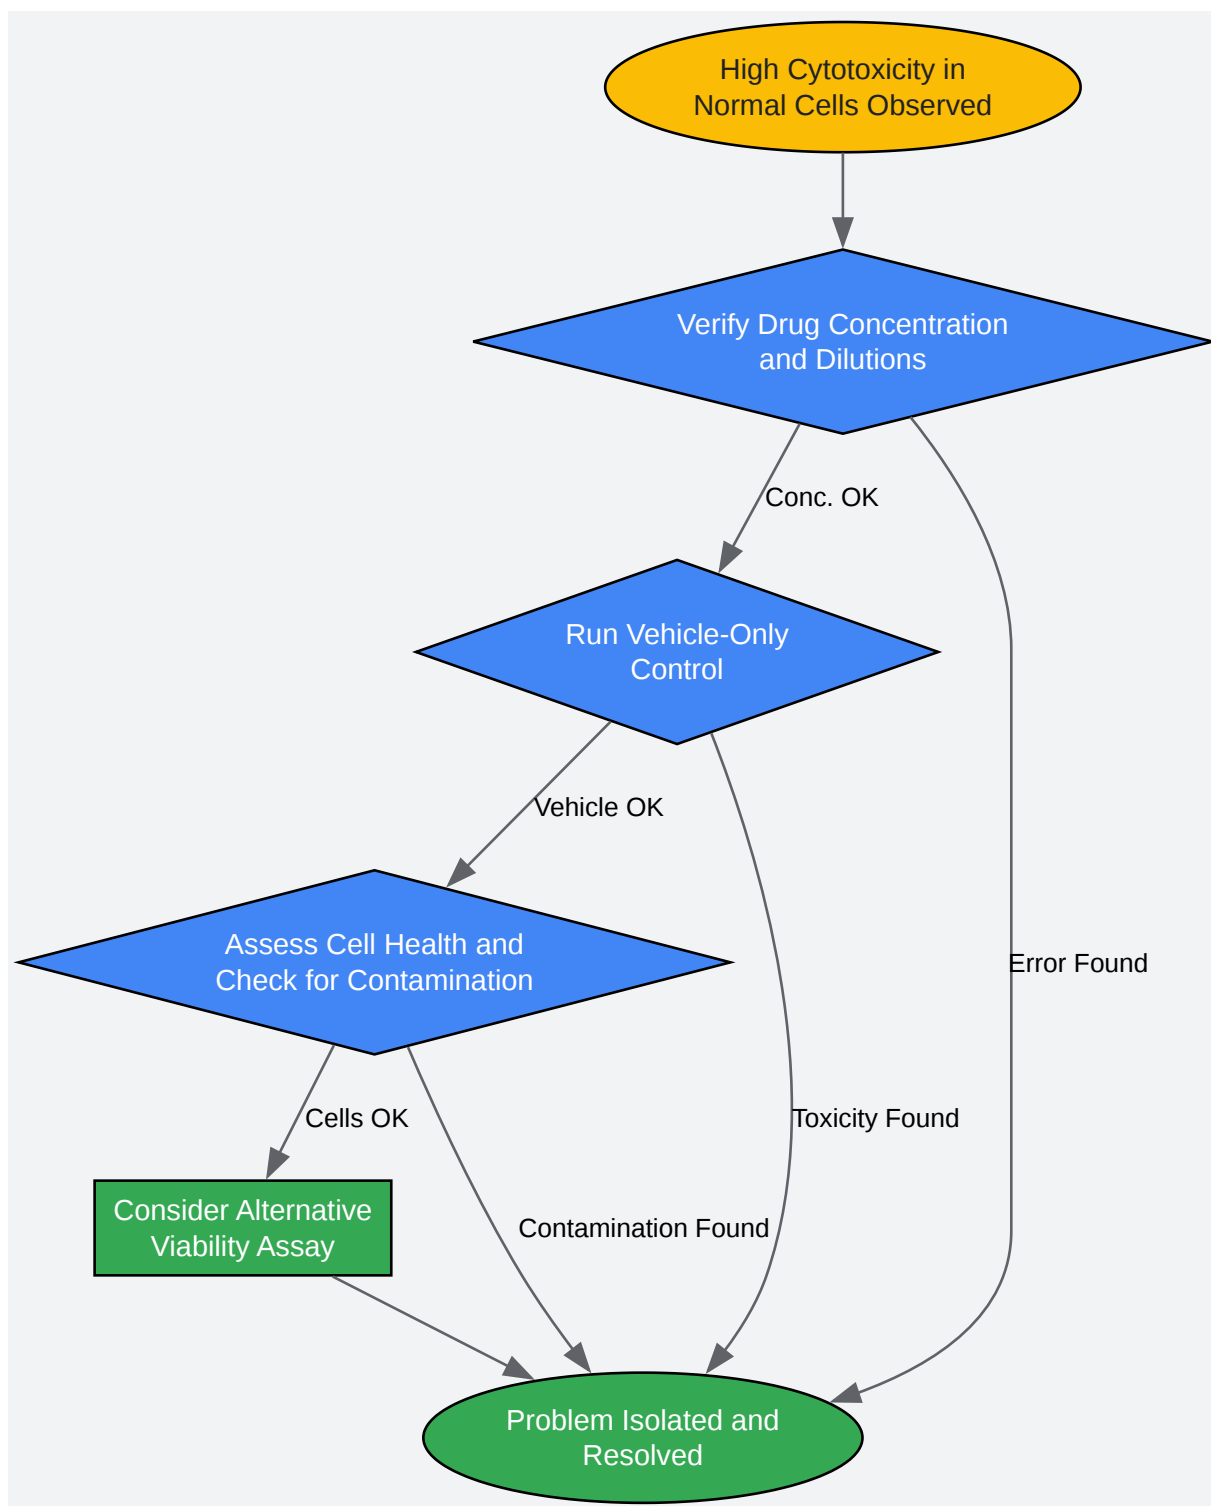 High Cytotoxicity in
Normal Cells Observed
Verify Drug Concentration
and Dilutions
Conc. OK
Run Vehicle-Only
Control
Vehicle OK
Assess Cell Health and
Check for Contamination
Error Found
Cells OK
Toxicity Found
Consider Alternative
Viability Assay
Contamination Found
Problem Isolated and
Resolved